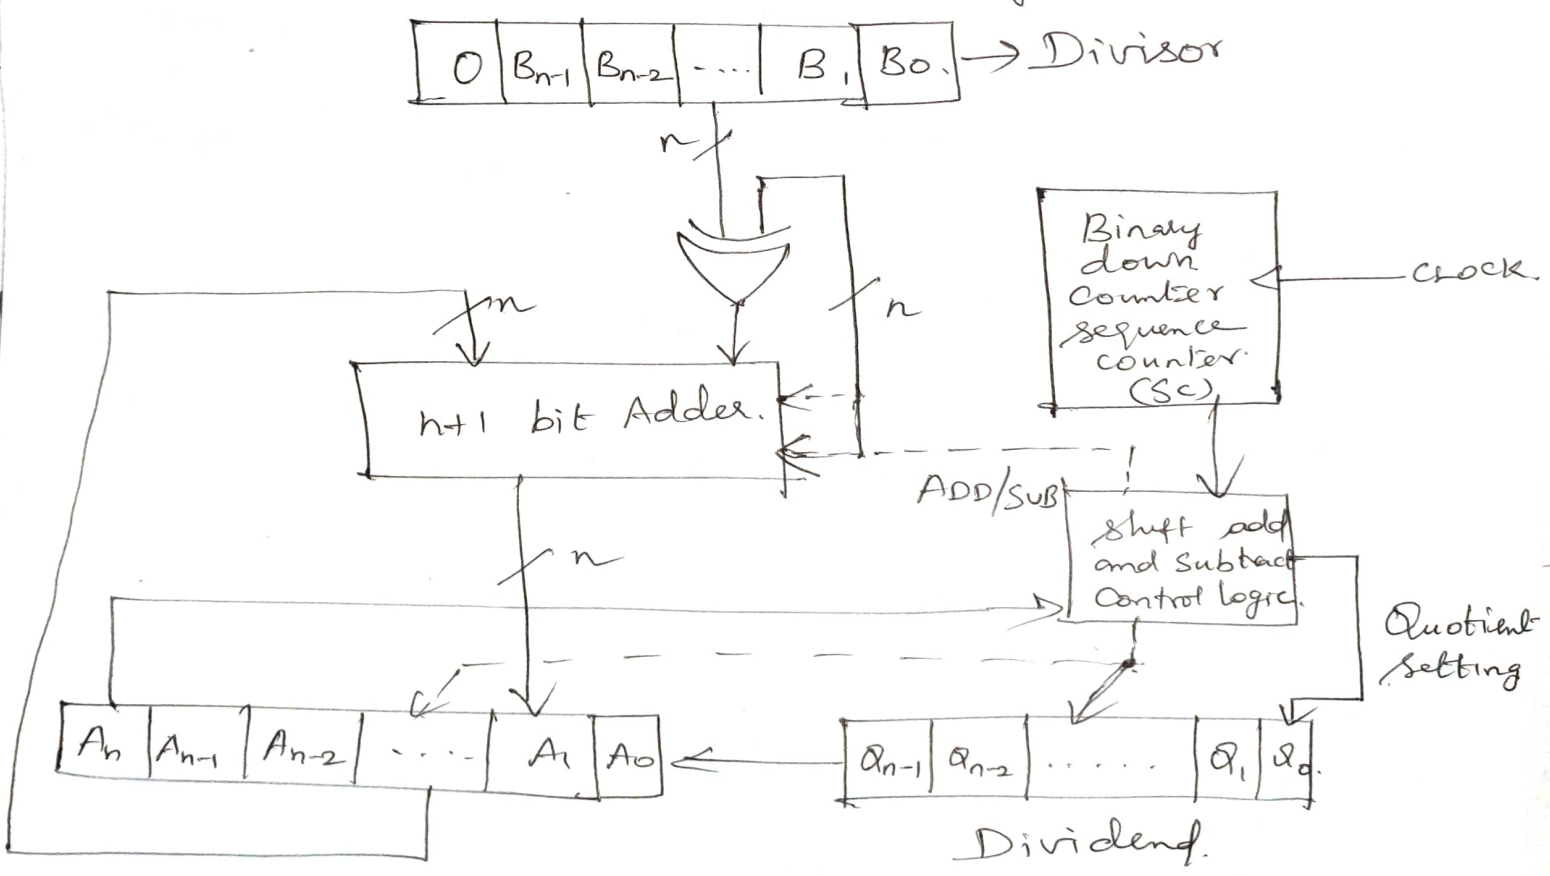 0 Bn-1 Bn-2 ..... B1 B0. → Divisor
n
Binary
down
counter
sequence
counter.
(SC)
CLOCK.
n
n
n+1 bit Adder.
ADD/SUB
shift add
and subtract
control logic.
n
Quotient
setting
An An-1 An-2 ..... A1 A0
Qn-1 Qn-2 ...... Q1 Q0.
Dividend.